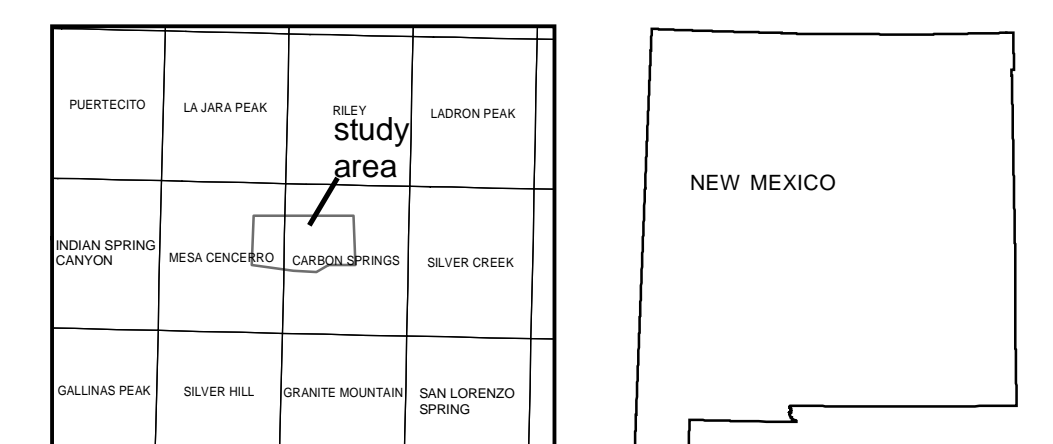 PUERTECITO
LA JARA PEAK
RILEY
LADRON PEAK
study
area
NEW MEXICO
INDIAN SPRING
CANYON
MESA CENCERRO
CARBON SPRINGS
SILVER CREEK
GALLINAS PEAK
SILVER HILL
GRANITE MOUNTAIN
SAN LORENZO
SPRING